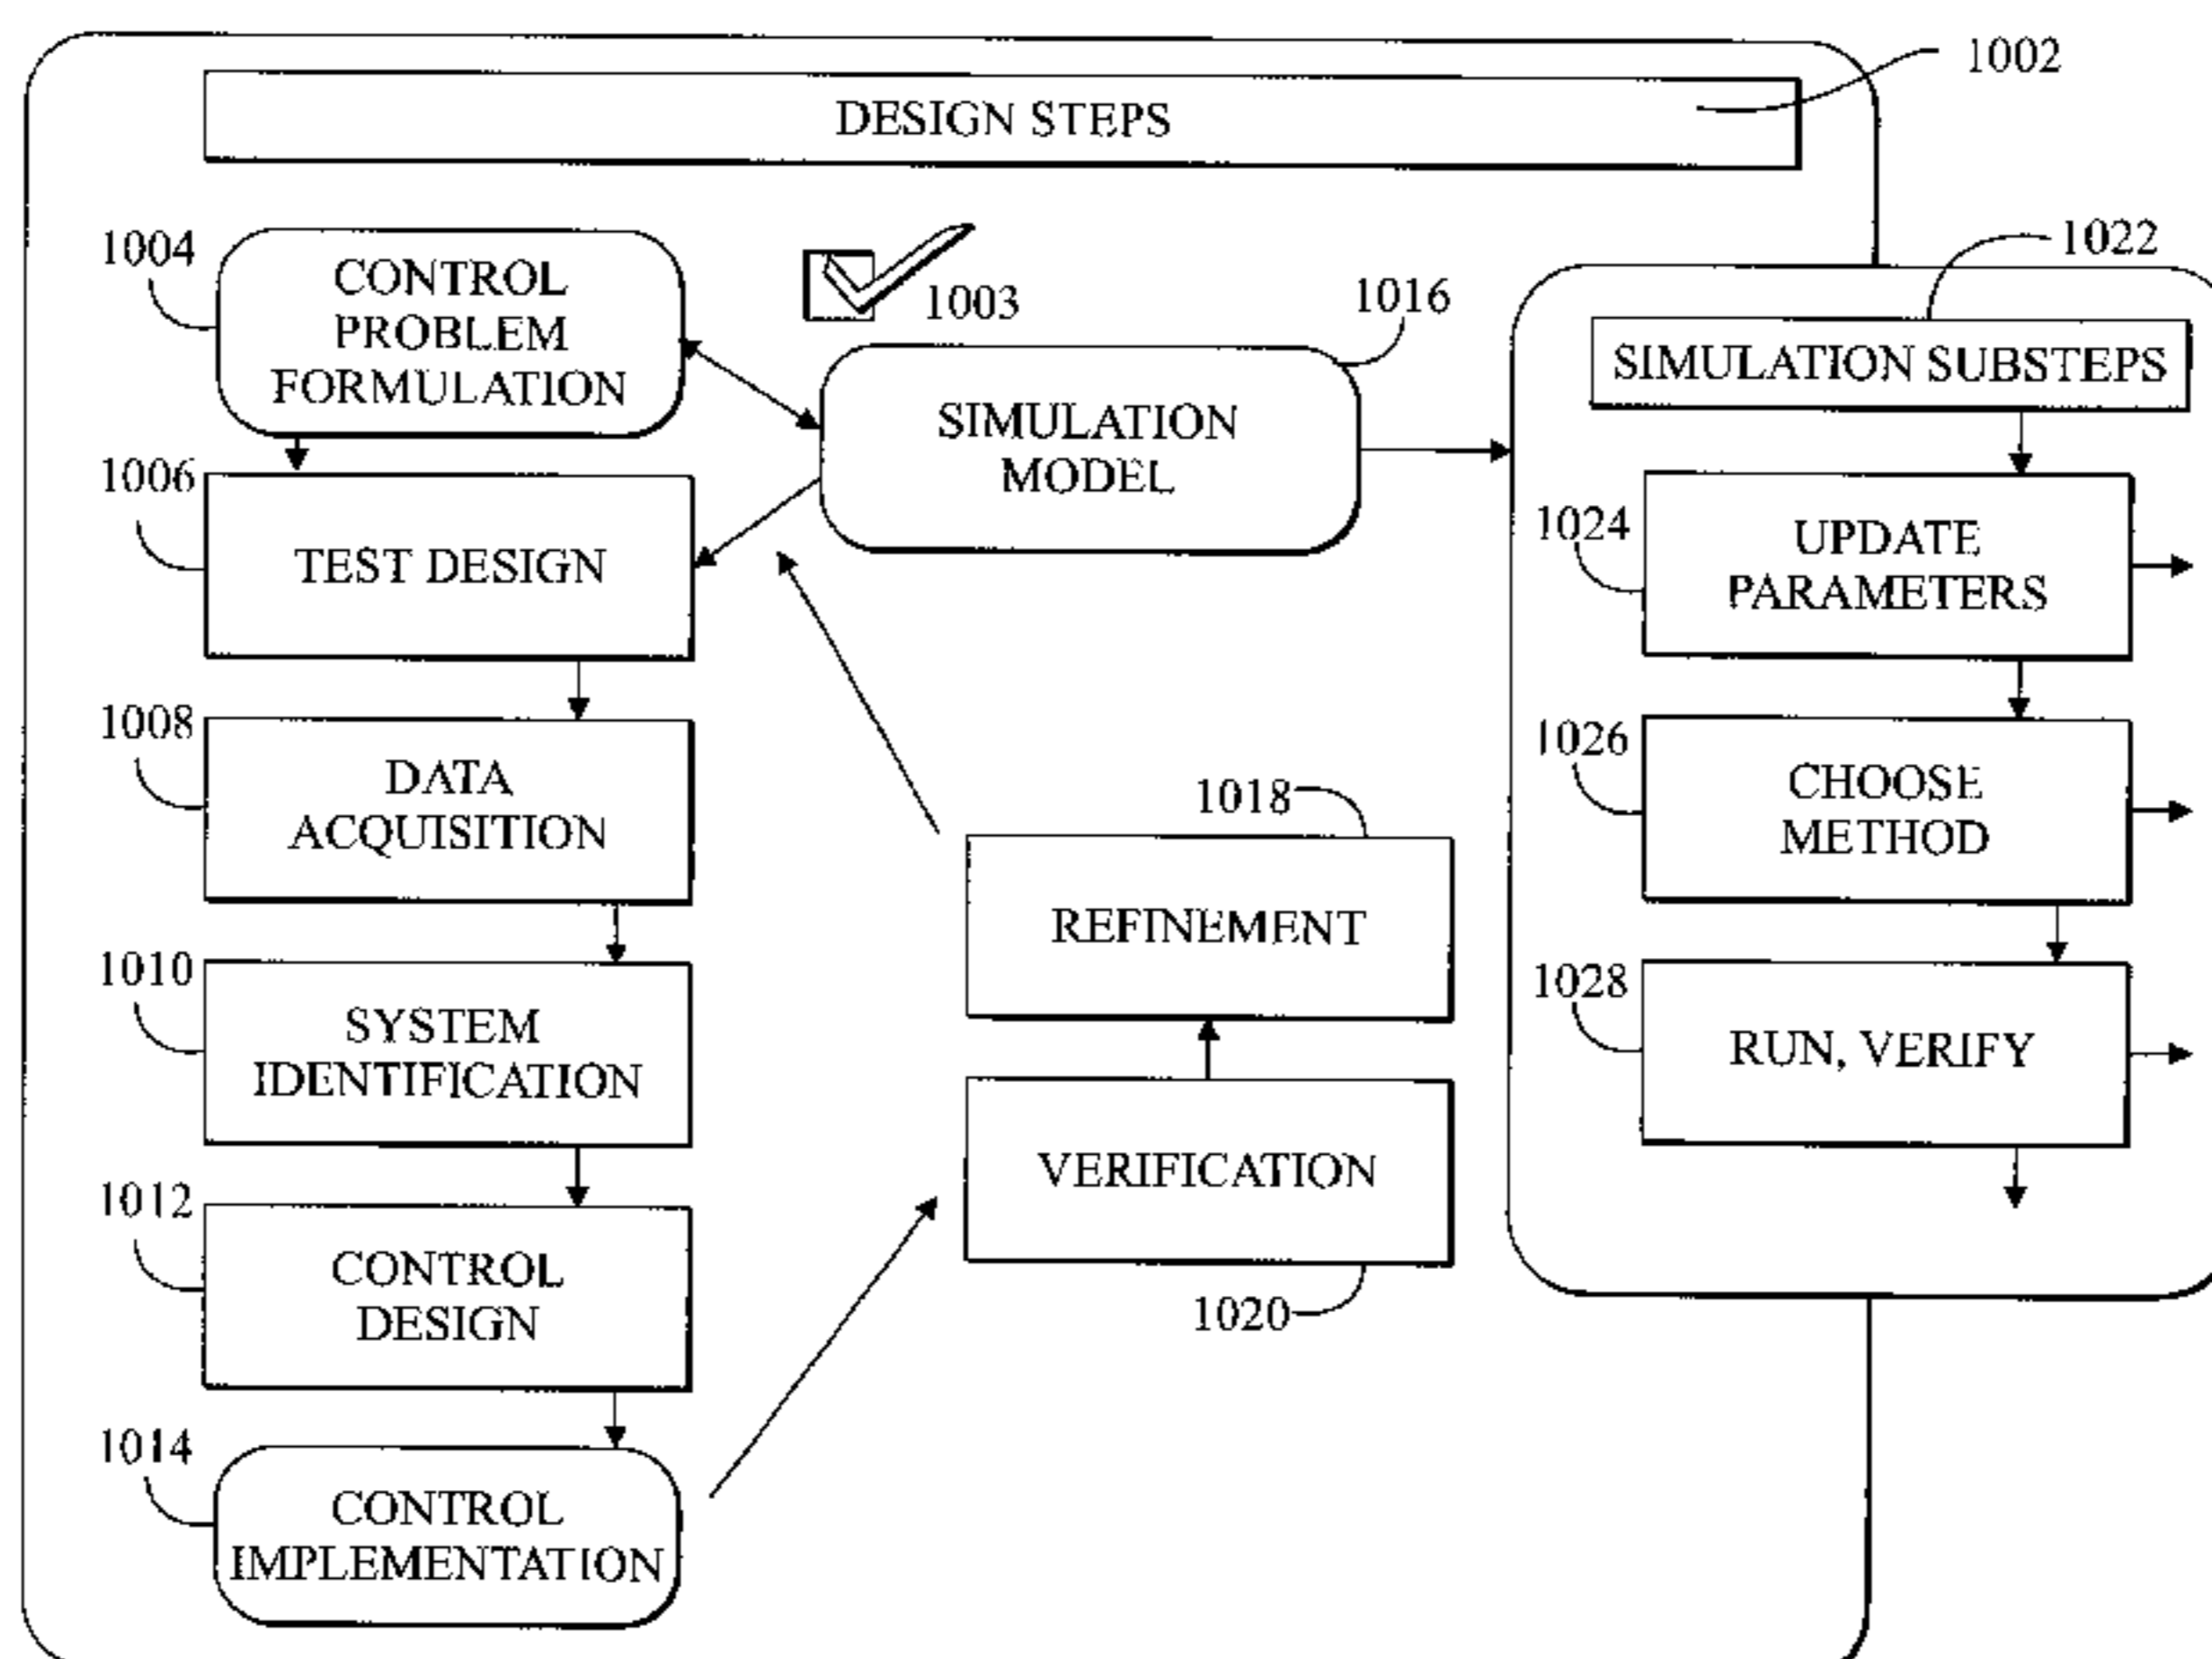 1002
DESIGN STEPS
1004
CONTROL
PROBLEM
FORMULATION
1003
1016
SIMULATION
MODEL
1006
TEST DESIGN
1008
DATA
ACQUISITION
1010
SYSTEM
IDENTIFICATION
1012
CONTROL
DESIGN
1014
CONTROL
IMPLEMENTATION
1018
REFINEMENT
VERIFICATION
1020
1022
SIMULATION SUBSTEPS
1024
UPDATE
PARAMETERS
1026
CHOOSE
METHOD
1028
RUN, VERIFY